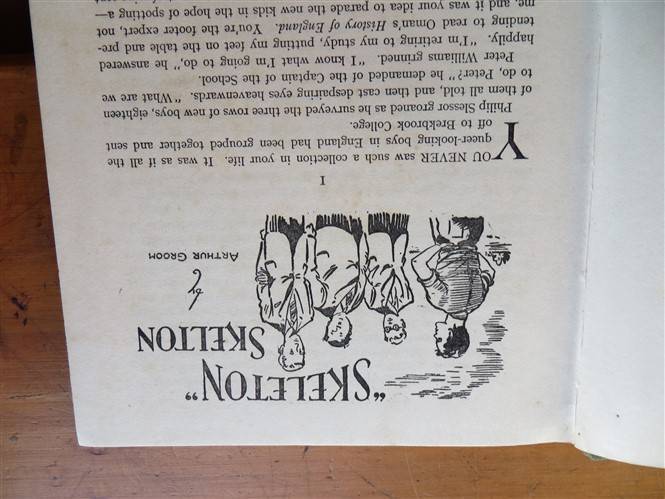 "SKELETON"
SKELTON
by
ARTHUR GROOM
I
YOU NEVER saw such a collection in your life. It was as if all the
queer-looking boys in England had been grouped together and sent
off to Brekbrook College.
Philip Slessor groaned as he surveyed the three rows of new boys, eighteen
of them all told, and then cast despairing eyes heavenwards. "What are we
to do, Peter?" he demanded of the Captain of the School.
Peter Williams grinned. "I know what I'm going to do," he answered
happily. "I'm retiring to my study, putting my feet on the table and pre-
tending to read Oman's History of England. You're the footer expert, not
me, and it was your idea to parade the new kids in the hope of spotting a—